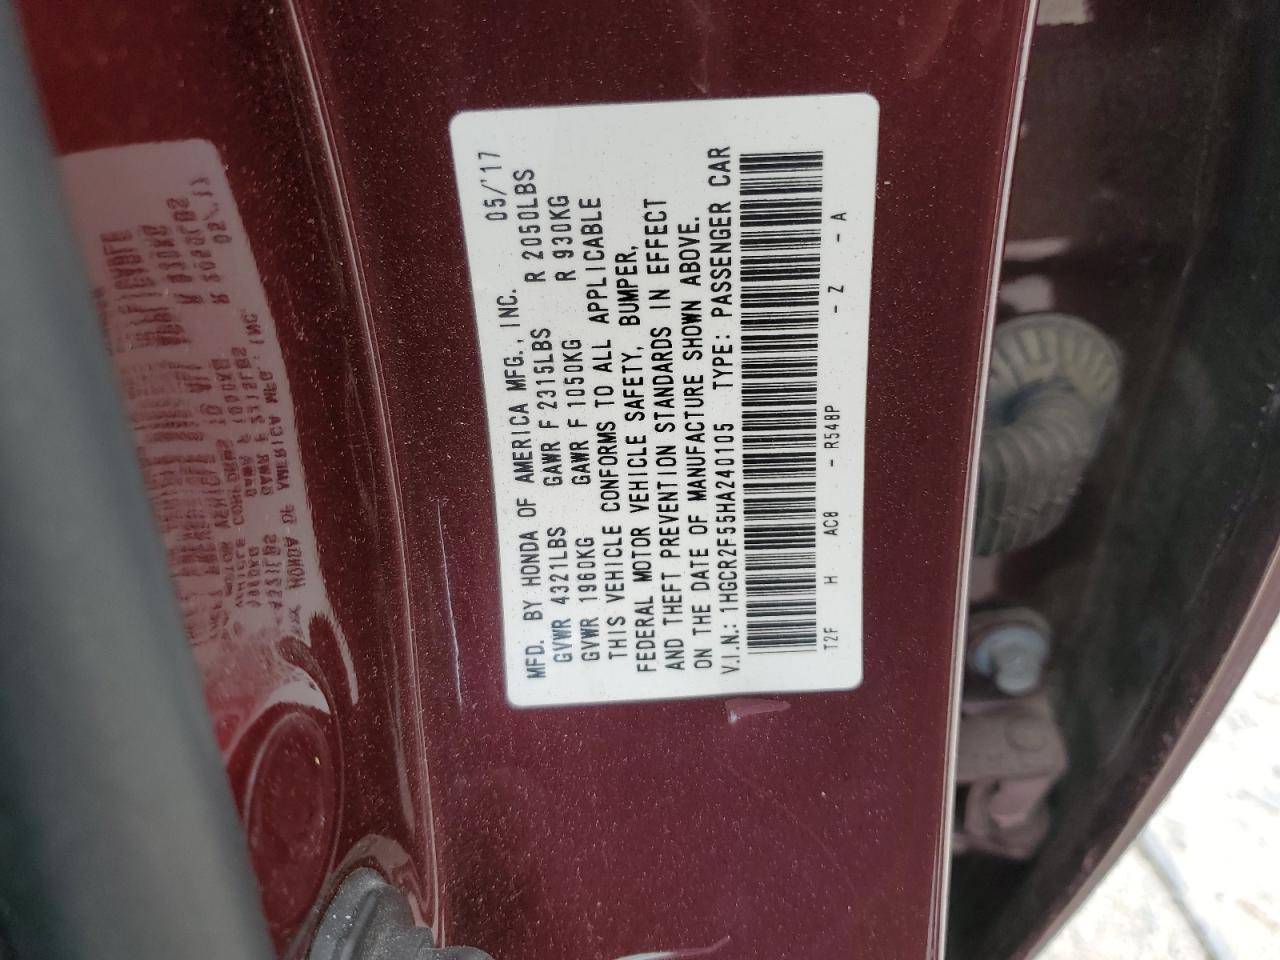 MFD. BY HONDA OF AMERICA MFG., INC. 05/'17
GVWR 4321LBS GAWR F 2315LBS R 2050LBS
GVWR 1960KG GAWR F 1050KG R 930KG
THIS VEHICLE CONFORMS TO ALL APPLICABLE
FEDERAL MOTOR VEHICLE SAFETY, BUMPER,
AND THEFT PREVENTION STANDARDS IN EFFECT
ON THE DATE OF MANUFACTURE SHOWN ABOVE.
V.I.N.: 1HGCR2F55HA240105 TYPE: PASSENGER CAR
T2F H AC8 - R548P - Z - A